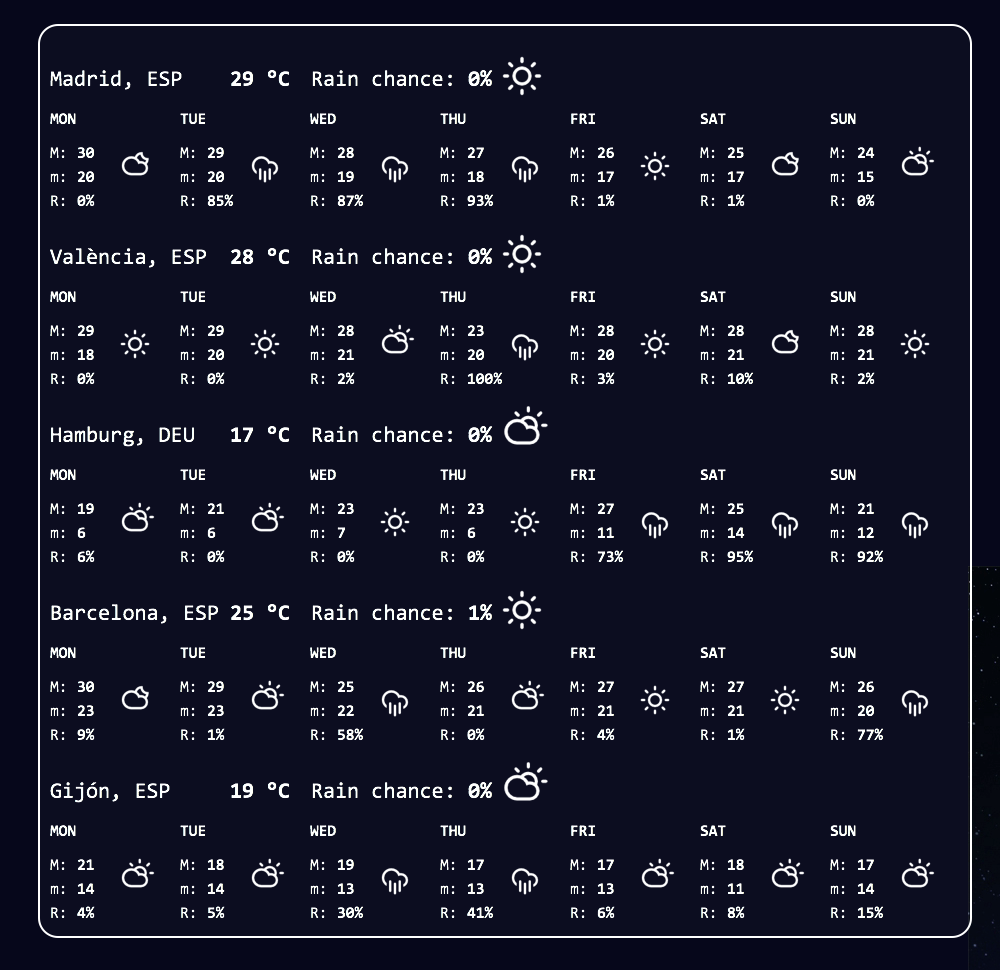 Madrid, ESP 29 °C Rain chance: 0%
MON TUE WED THU FRI SAT SUN
M: 30 M: 29 M: 28 M: 27 M: 26 M: 25 M: 24
m: 20 m: 20 m: 19 m: 18 m: 17 m: 17 m: 15
R: 0% R: 85% R: 87% R: 93% R: 1% R: 1% R: 0%
València, ESP 28 °C Rain chance: 0%
MON TUE WED THU FRI SAT SUN
M: 29 M: 29 M: 28 M: 23 M: 28 M: 28 M: 28
m: 18 m: 20 m: 21 m: 20 m: 20 m: 21 m: 21
R: 0% R: 0% R: 2% R: 100% R: 3% R: 10% R: 2%
Hamburg, DEU 17 °C Rain chance: 0%
MON TUE WED THU FRI SAT SUN
M: 19 M: 21 M: 23 M: 23 M: 27 M: 25 M: 21
m: 6 m: 6 m: 7 m: 6 m: 11 m: 14 m: 12
R: 6% R: 0% R: 0% R: 0% R: 73% R: 95% R: 92%
Barcelona, ESP 25 °C Rain chance: 1%
MON TUE WED THU FRI SAT SUN
M: 30 M: 29 M: 25 M: 26 M: 27 M: 27 M: 26
m: 23 m: 23 m: 22 m: 21 m: 21 m: 21 m: 20
R: 9% R: 1% R: 58% R: 0% R: 4% R: 1% R: 77%
Gijón, ESP 19 °C Rain chance: 0%
MON TUE WED THU FRI SAT SUN
M: 21 M: 18 M: 19 M: 17 M: 17 M: 18 M: 17
m: 14 m: 14 m: 13 m: 13 m: 13 m: 11 m: 14
R: 4% R: 5% R: 30% R: 41% R: 6% R: 8% R: 15%